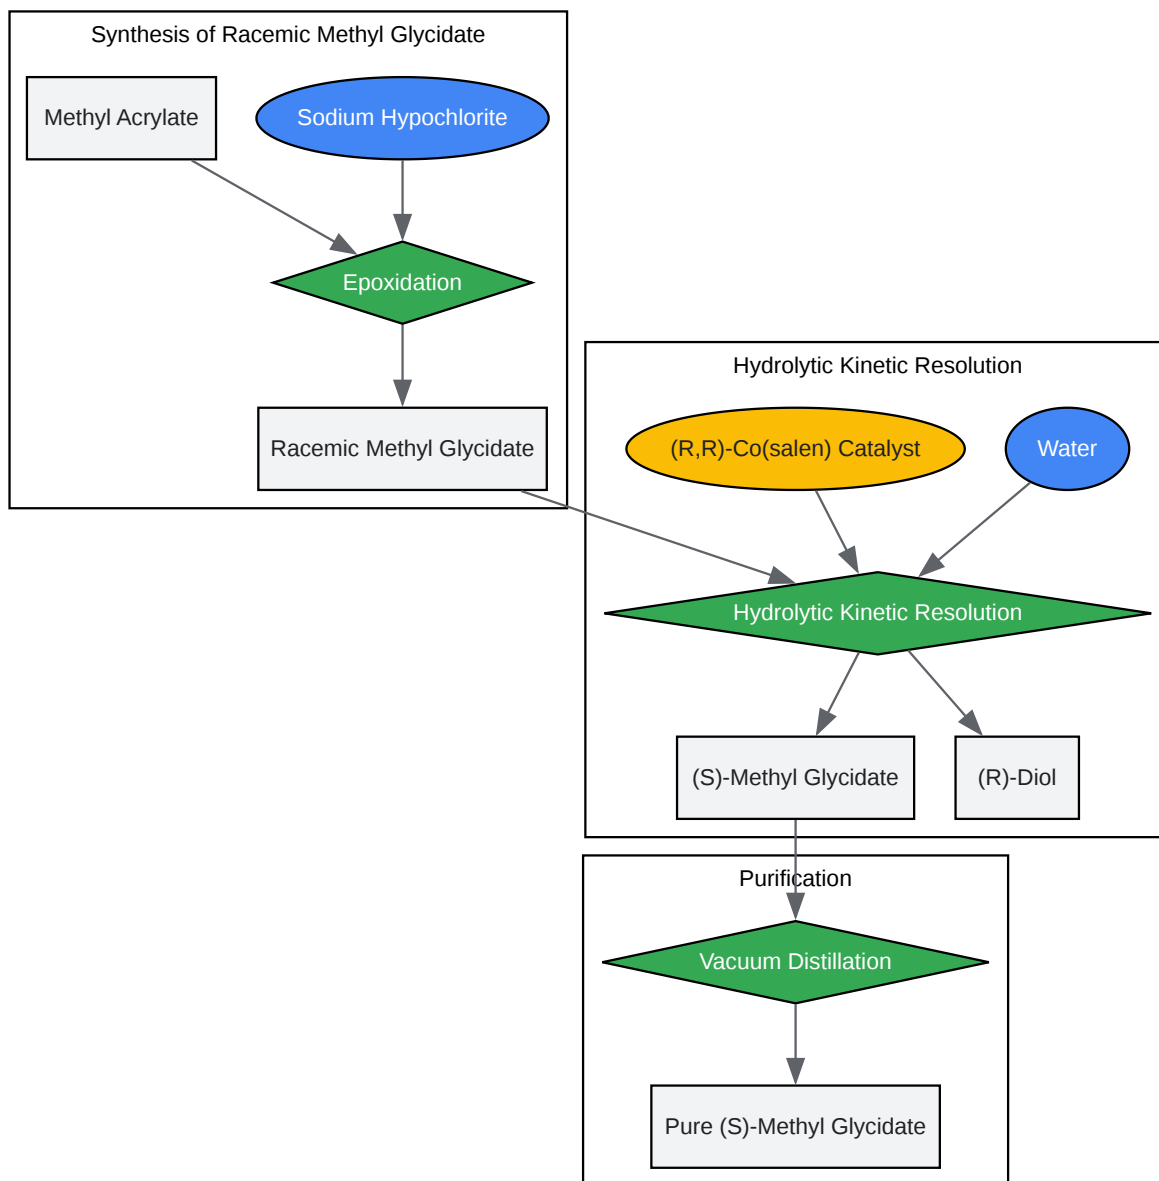 Synthesis of Racemic Methyl Glycidate
Methyl Acrylate
Sodium Hypochlorite
Epoxidation
Racemic Methyl Glycidate
Hydrolytic Kinetic Resolution
(R,R)-Co(salen) Catalyst
Water
Hydrolytic Kinetic Resolution
(S)-Methyl Glycidate
(R)-Diol
Purification
Vacuum Distillation
Pure (S)-Methyl Glycidate